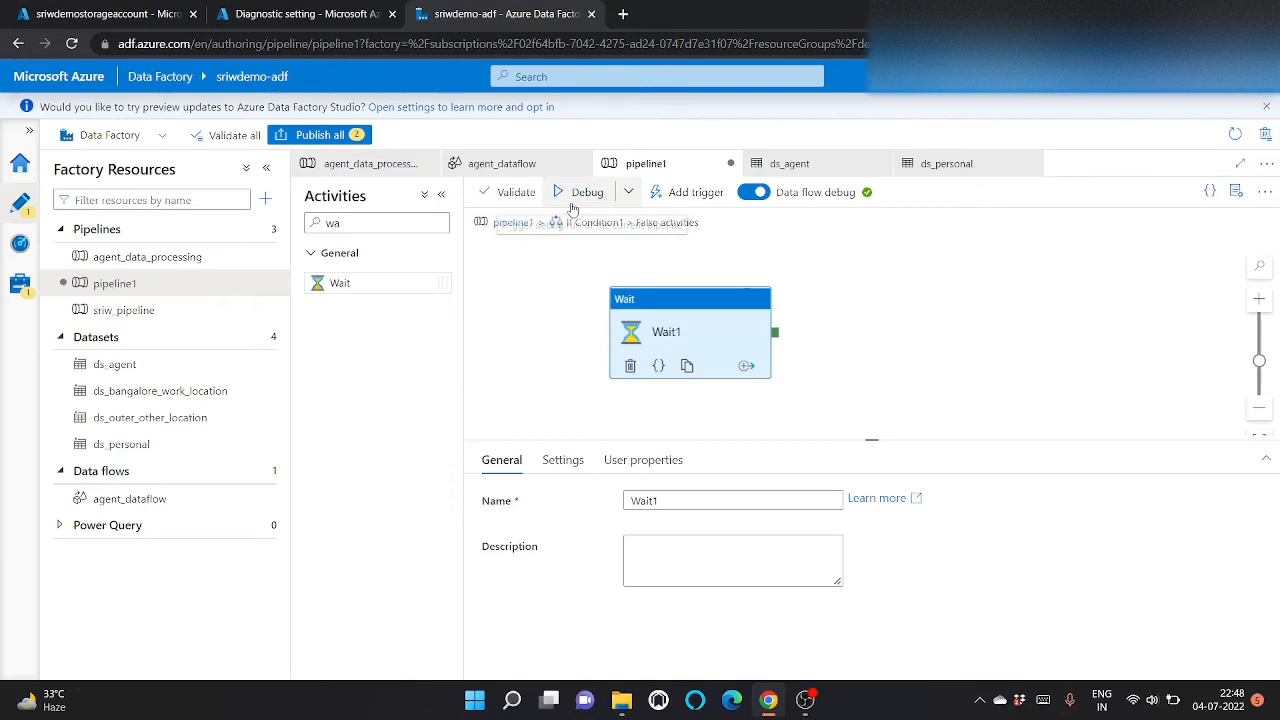 sriwdemostorageaccount - Micros
Diagnostic setting - Microsoft Az
sriwdemo-adf - Azure Data Facto
adf.azure.com/en/authoring/pipeline/pipeline1?factory=%2Fsubscriptions%2F02f64bfb-7042-4275-ad24-0747d7e31f07%2FresourceGroups%2Fde
Microsoft Azure
Data Factory
sriwdemo-adf
Search
Would you like to try preview updates to Azure Data Factory Studio? Open settings to learn more and opt in
Data Factory
Validate all
Publish all 2
Factory Resources
Filter resources by name
Pipelines 3
agent_data_processing
pipeline1
sriw_pipeline
Datasets 4
ds_agent
ds_bangalore_work_location
ds_outer_other_location
ds_personal
Data flows 1
agent_dataflow
Power Query 0
1
1
agent_data_process...
agent_dataflow
pipeline1
ds_agent
ds_personal
Activities
wa
General
Wait
Validate
Debug
Add trigger
Data flow debug
pipeline1 > If Condition1 > False activities
Wait
Wait1
General
Settings
User properties
Name *
Wait1
Learn more
Description
33°C
Haze
ENG
IN
22:48
04-07-2022
5